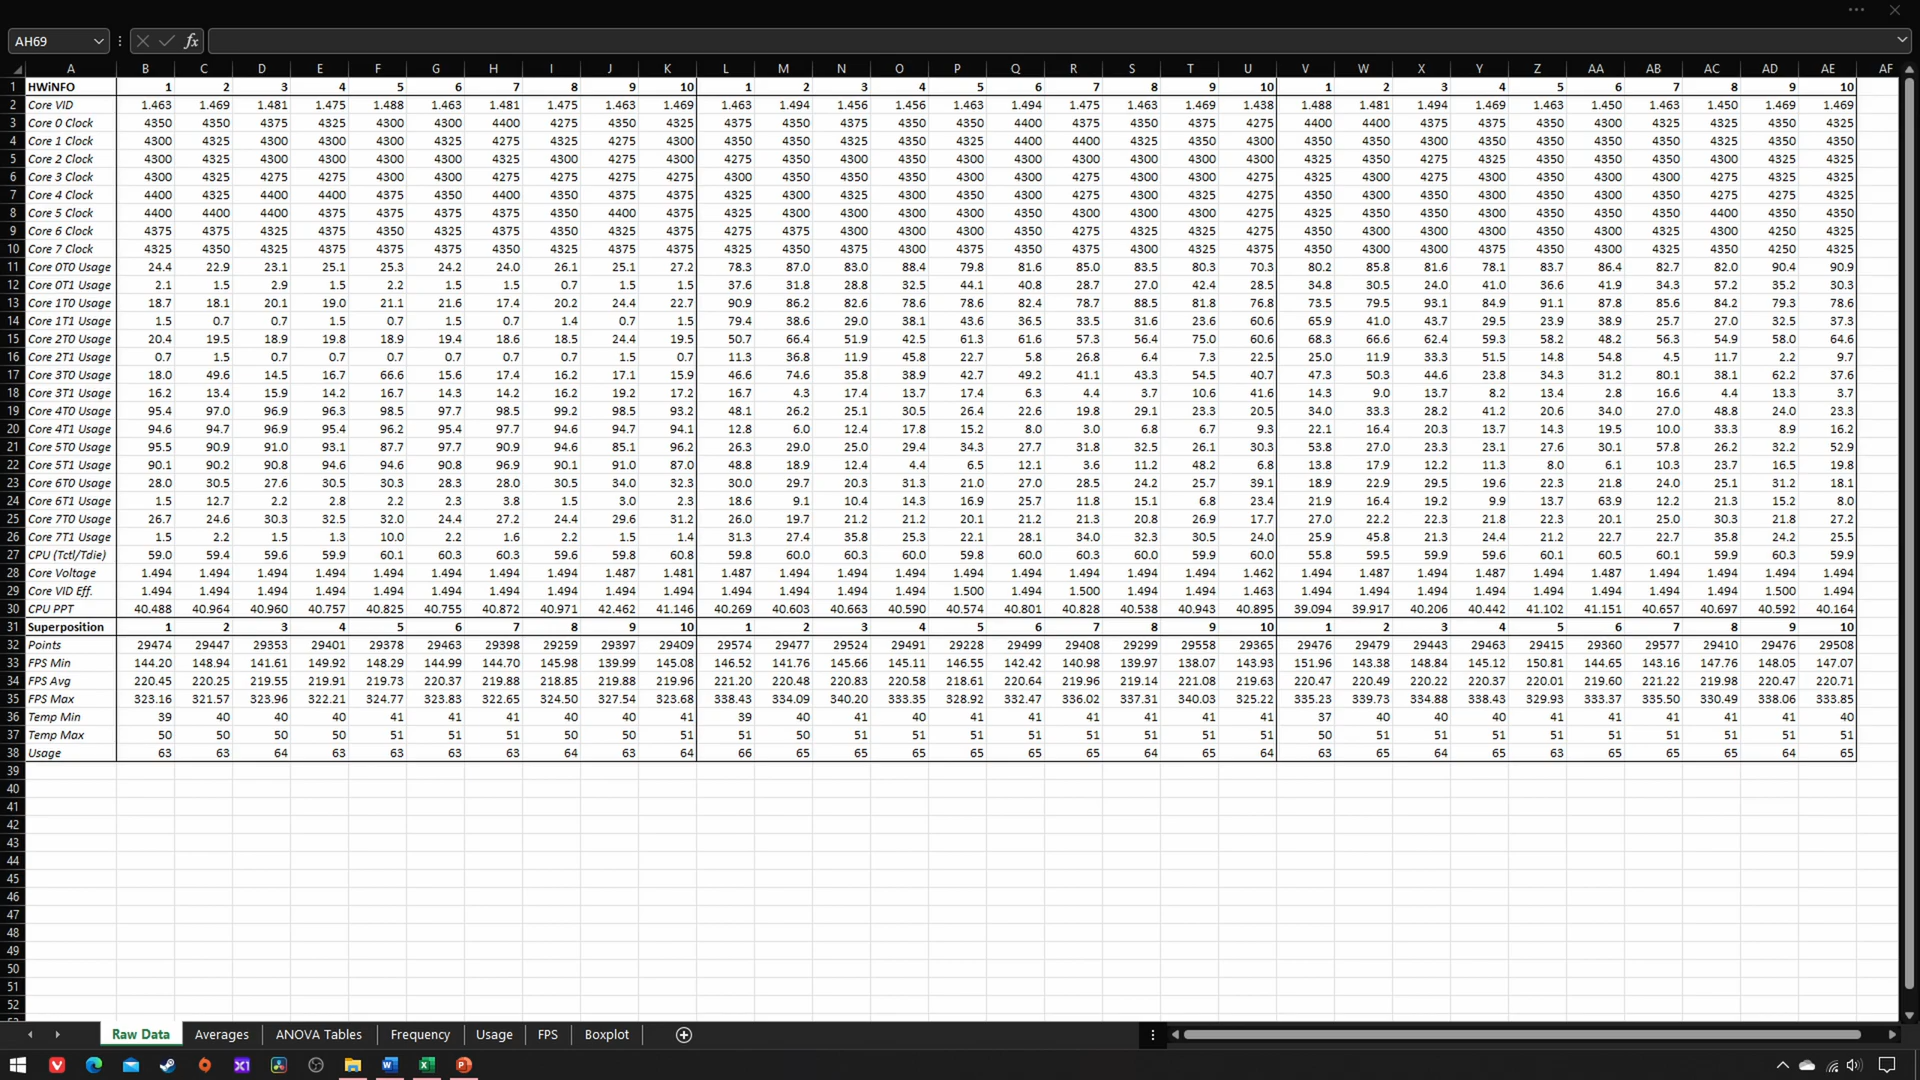 AH69 fx
A B C D E F G H I J K L M N O P Q R S T U V W X Y Z AA AB AC AD AE AF
1 HWiNFO 1 2 3 4 5 6 7 8 9 10 1 2 3 4 5 6 7 8 9 10 1 2 3 4 5 6 7 8 9 10
2 Core VID 1.463 1.469 1.481 1.475 1.488 1.463 1.481 1.475 1.463 1.469 1.463 1.494 1.456 1.456 1.463 1.494 1.475 1.463 1.469 1.438 1.488 1.481 1.494 1.469 1.463 1.450 1.463 1.450 1.469 1.469
3 Core 0 Clock 4350 4350 4375 4325 4300 4300 4400 4275 4350 4325 4375 4350 4375 4350 4350 4400 4375 4350 4375 4275 4400 4400 4375 4375 4350 4300 4325 4325 4350 4325
4 Core 1 Clock 4300 4325 4300 4300 4300 4325 4275 4325 4275 4300 4350 4350 4325 4350 4325 4400 4400 4325 4350 4300 4350 4350 4300 4350 4350 4300 4350 4300 4350 4325
5 Core 2 Clock 4300 4325 4300 4300 4300 4300 4325 4300 4275 4300 4275 4350 4300 4350 4300 4350 4300 4350 4300 4300 4325 4350 4275 4325 4350 4300 4350 4300 4350 4325
6 Core 3 Clock 4300 4325 4275 4275 4300 4300 4275 4275 4275 4300 4300 4350 4350 4350 4300 4300 4275 4350 4300 4275 4325 4350 4300 4350 4350 4300 4300 4275 4350 4325
7 Core 4 Clock 4400 4325 4400 4400 4375 4350 4400 4350 4375 4375 4325 4300 4325 4300 4350 4300 4275 4300 4300 4325 4350 4300 4350 4300 4350 4300 4350 4275 4275 4325
8 Core 5 Clock 4400 4400 4400 4375 4375 4375 4375 4350 4400 4375 4325 4300 4300 4300 4300 4350 4300 4300 4300 4275 4325 4350 4350 4300 4300 4350 4350 4400 4350 4350
9 Core 6 Clock 4375 4375 4325 4375 4350 4325 4375 4325 4325 4375 4275 4375 4300 4300 4300 4350 4275 4300 4300 4325 4350 4300 4300 4300 4350 4300 4325 4300 4250 4325
10 Core 7 Clock 4325 4350 4325 4375 4375 4375 4350 4325 4375 4375 4325 4350 4375 4300 4375 4350 4375 4300 4325 4375 4350 4300 4300 4375 4350 4300 4325 4350 4250 4325
11 Core 0T0 Usage 24.4 22.9 23.1 25.1 25.3 24.2 24.0 26.1 25.1 27.2 78.3 87.0 83.0 88.4 79.8 81.6 85.0 83.5 80.3 70.3 80.2 85.8 81.6 78.1 83.7 86.4 82.7 82.0 90.4 90.9
12 Core 0T1 Usage 2.1 1.5 2.9 1.5 2.2 1.5 1.5 0.7 1.5 1.5 37.6 31.8 28.8 32.5 44.1 40.8 28.7 27.0 42.4 28.5 34.8 30.5 24.0 41.0 36.6 41.9 34.3 57.2 35.2 30.3
13 Core 1T0 Usage 18.7 18.1 20.1 19.0 21.1 21.6 17.4 20.2 24.4 22.7 90.9 86.2 82.6 78.6 78.6 82.4 78.7 88.5 81.8 76.8 73.5 79.5 93.1 84.9 91.1 87.8 85.6 84.2 79.3 78.6
14 Core 1T1 Usage 1.5 0.7 0.7 1.5 0.7 1.5 0.7 1.4 0.7 1.5 79.4 38.6 29.0 38.1 43.6 36.5 33.5 31.6 23.6 60.6 65.9 41.0 43.7 29.5 23.9 38.9 25.7 27.0 32.5 37.3
15 Core 2T0 Usage 20.4 19.5 18.9 19.8 18.9 19.4 18.6 18.5 24.4 19.5 50.7 66.4 51.9 42.5 61.3 61.6 57.3 56.4 75.0 60.6 68.3 66.6 62.4 59.3 58.2 48.2 56.3 54.9 58.0 64.6
16 Core 2T1 Usage 0.7 1.5 0.7 0.7 0.7 0.7 0.7 0.7 1.5 0.7 11.3 36.8 11.9 45.8 22.7 5.8 26.8 6.4 7.3 22.5 25.0 11.9 33.3 51.5 14.8 54.8 4.5 11.7 2.2 9.7
17 Core 3T0 Usage 18.0 49.6 14.5 16.7 66.6 15.6 17.4 16.2 17.1 15.9 46.6 74.6 35.8 38.9 42.7 49.2 41.1 43.3 54.5 40.7 47.3 50.3 44.6 23.8 34.3 31.2 80.1 38.1 62.2 37.6
18 Core 3T1 Usage 16.2 13.4 15.9 14.2 16.7 14.3 14.2 16.2 19.2 17.2 16.7 4.3 17.4 13.7 17.4 6.3 4.4 3.7 10.6 41.6 14.3 9.0 13.7 8.2 13.4 2.8 16.6 4.4 13.3 3.7
19 Core 4T0 Usage 95.4 97.0 96.9 96.3 98.5 97.7 98.5 99.2 98.5 93.2 48.1 26.2 25.1 30.5 26.4 22.6 19.8 29.1 23.3 20.5 34.0 33.3 28.2 41.2 20.6 34.0 27.0 48.8 24.0 23.3
20 Core 4T1 Usage 94.6 94.7 96.9 95.4 96.2 95.4 97.7 94.6 94.7 94.1 12.8 6.0 12.4 17.8 15.2 8.0 3.0 6.8 6.7 9.3 22.1 16.4 20.3 13.7 14.3 19.5 10.0 33.3 8.9 16.2
21 Core 5T0 Usage 95.5 90.9 91.0 93.1 87.7 97.7 90.9 94.6 85.1 96.2 26.3 29.0 25.0 29.4 34.3 27.7 31.8 32.5 26.1 30.3 53.8 27.0 23.3 23.1 27.6 30.1 57.8 26.2 32.2 52.9
22 Core 5T1 Usage 90.1 90.2 90.8 94.6 94.6 90.8 96.9 90.1 91.0 87.0 48.8 18.9 12.4 4.4 6.5 12.1 3.6 11.2 48.2 6.8 13.8 17.9 12.2 11.3 8.0 6.1 10.3 23.7 16.5 19.8
23 Core 6T0 Usage 28.0 30.5 27.6 30.5 30.3 28.3 28.0 30.5 34.0 32.3 30.0 29.7 20.3 31.3 21.0 27.0 28.5 24.2 25.7 39.1 18.9 22.9 29.5 19.6 22.3 21.8 24.0 25.1 31.2 18.1
24 Core 6T1 Usage 1.5 12.7 2.2 2.8 2.2 2.3 3.8 1.5 3.0 2.3 18.6 9.1 10.4 14.3 16.9 25.7 11.8 15.1 6.8 23.4 21.9 16.4 19.2 9.9 13.7 63.9 12.2 21.3 15.2 8.0
25 Core 7T0 Usage 26.7 24.6 30.3 32.5 32.0 24.4 27.2 24.4 29.6 31.2 26.0 19.7 21.2 21.2 20.1 21.2 21.3 20.8 26.9 17.7 27.0 22.2 22.3 21.8 22.3 20.1 25.0 30.3 21.8 27.2
26 Core 7T1 Usage 1.5 2.2 1.5 1.3 10.0 2.2 1.6 2.2 1.5 1.4 31.3 27.4 35.8 25.3 22.1 28.1 34.0 32.3 30.5 24.0 25.9 45.8 21.3 24.4 21.2 22.7 22.7 35.8 24.2 25.5
27 CPU (Tctl/Tdie) 59.0 59.4 59.6 59.9 60.1 60.3 60.3 59.6 59.8 60.8 59.8 60.0 60.3 60.0 59.8 60.0 60.3 60.0 59.9 60.0 55.8 59.5 59.9 59.6 60.1 60.5 60.1 59.9 60.3 59.9
28 Core Voltage 1.494 1.494 1.494 1.494 1.494 1.494 1.494 1.494 1.487 1.481 1.487 1.494 1.494 1.494 1.494 1.494 1.494 1.494 1.494 1.462 1.494 1.487 1.494 1.487 1.494 1.487 1.494 1.494 1.494 1.494
29 Core VID Eff. 1.494 1.494 1.494 1.494 1.494 1.494 1.494 1.494 1.494 1.494 1.494 1.494 1.494 1.494 1.500 1.494 1.500 1.494 1.494 1.463 1.494 1.494 1.494 1.494 1.494 1.494 1.494 1.494 1.500 1.494
30 CPU PPT 40.488 40.964 40.960 40.757 40.825 40.755 40.872 40.971 42.462 41.146 40.269 40.603 40.663 40.590 40.574 40.801 40.828 40.538 40.943 40.895 39.094 39.917 40.206 40.442 41.102 41.151 40.657 40.697 40.592 40.164
31 Superposition 1 2 3 4 5 6 7 8 9 10 1 2 3 4 5 6 7 8 9 10 1 2 3 4 5 6 7 8 9 10
32 Points 29474 29447 29353 29401 29378 29463 29398 29259 29397 29409 29574 29477 29524 29491 29228 29499 29408 29299 29558 29365 29476 29479 29443 29463 29415 29360 29577 29410 29476 29508
33 FPS Min 144.20 148.94 141.61 149.92 148.29 144.99 144.70 145.98 139.99 145.08 146.52 141.76 145.66 145.11 146.55 142.42 140.98 139.97 138.07 143.93 151.96 143.38 148.84 145.12 150.81 144.65 143.16 147.76 148.05 147.07
34 FPS Avg 220.45 220.25 219.55 219.91 219.73 220.37 219.88 218.85 219.88 219.96 221.20 220.48 220.83 220.58 218.61 220.64 219.96 219.14 221.08 219.63 220.47 220.49 220.22 220.37 220.01 219.60 221.22 219.98 220.47 220.71
35 FPS Max 323.16 321.57 323.96 322.21 324.77 323.83 322.65 324.50 327.54 323.68 338.43 334.09 340.20 333.35 328.92 332.47 336.02 337.31 340.03 325.22 335.23 339.73 334.88 338.43 329.93 333.37 335.50 330.49 338.06 333.85
36 Temp Min 39 40 40 40 41 41 41 40 40 41 39 40 41 40 41 41 41 41 41 41 37 40 40 40 41 41 41 41 41 40
37 Temp Max 50 50 50 50 51 51 51 50 50 51 51 50 51 51 51 51 51 51 51 51 50 51 51 51 51 51 51 51 51 51
38 Usage 63 63 64 63 63 63 63 64 63 64 66 65 65 65 65 65 65 64 65 64 63 65 64 65 63 65 65 65 64 65
39
40
41
42
43
44
45
46
47
48
49
50
51
52
Raw Data Averages ANOVA Tables Frequency Usage FPS Boxplot